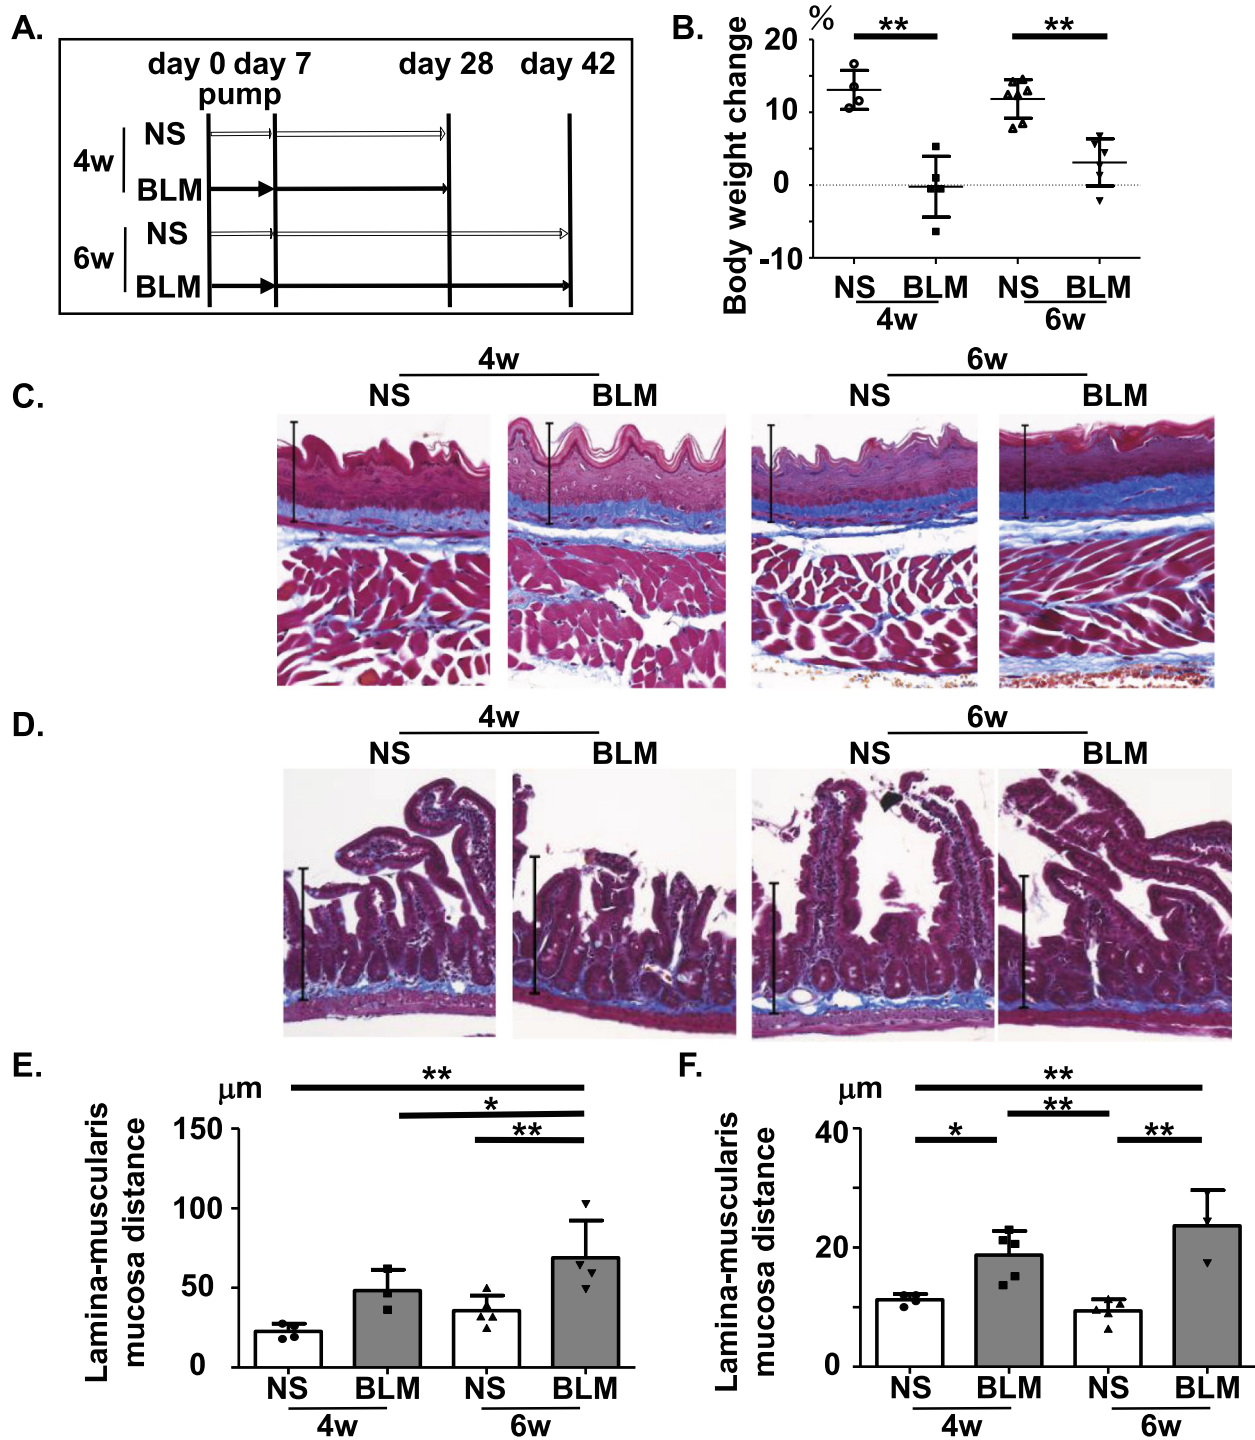 A.
day 0 day 7 day 28 day 42
pump
4w
NS
BLM
6w
NS
BLM
B.
%
Body weight change
20
10
0
-10
** **
NS BLM NS BLM
4w 6w
C.
4w 6w
NS BLM NS BLM
D.
4w 6w
NS BLM NS BLM
E.
μm
Lamina-muscularis
mucosa distance
150
100
50
0
**
*
**
NS BLM NS BLM
4w 6w
F.
μm
Lamina-muscularis
mucosa distance
40
20
0
**
**
* **
NS BLM NS BLM
4w 6w